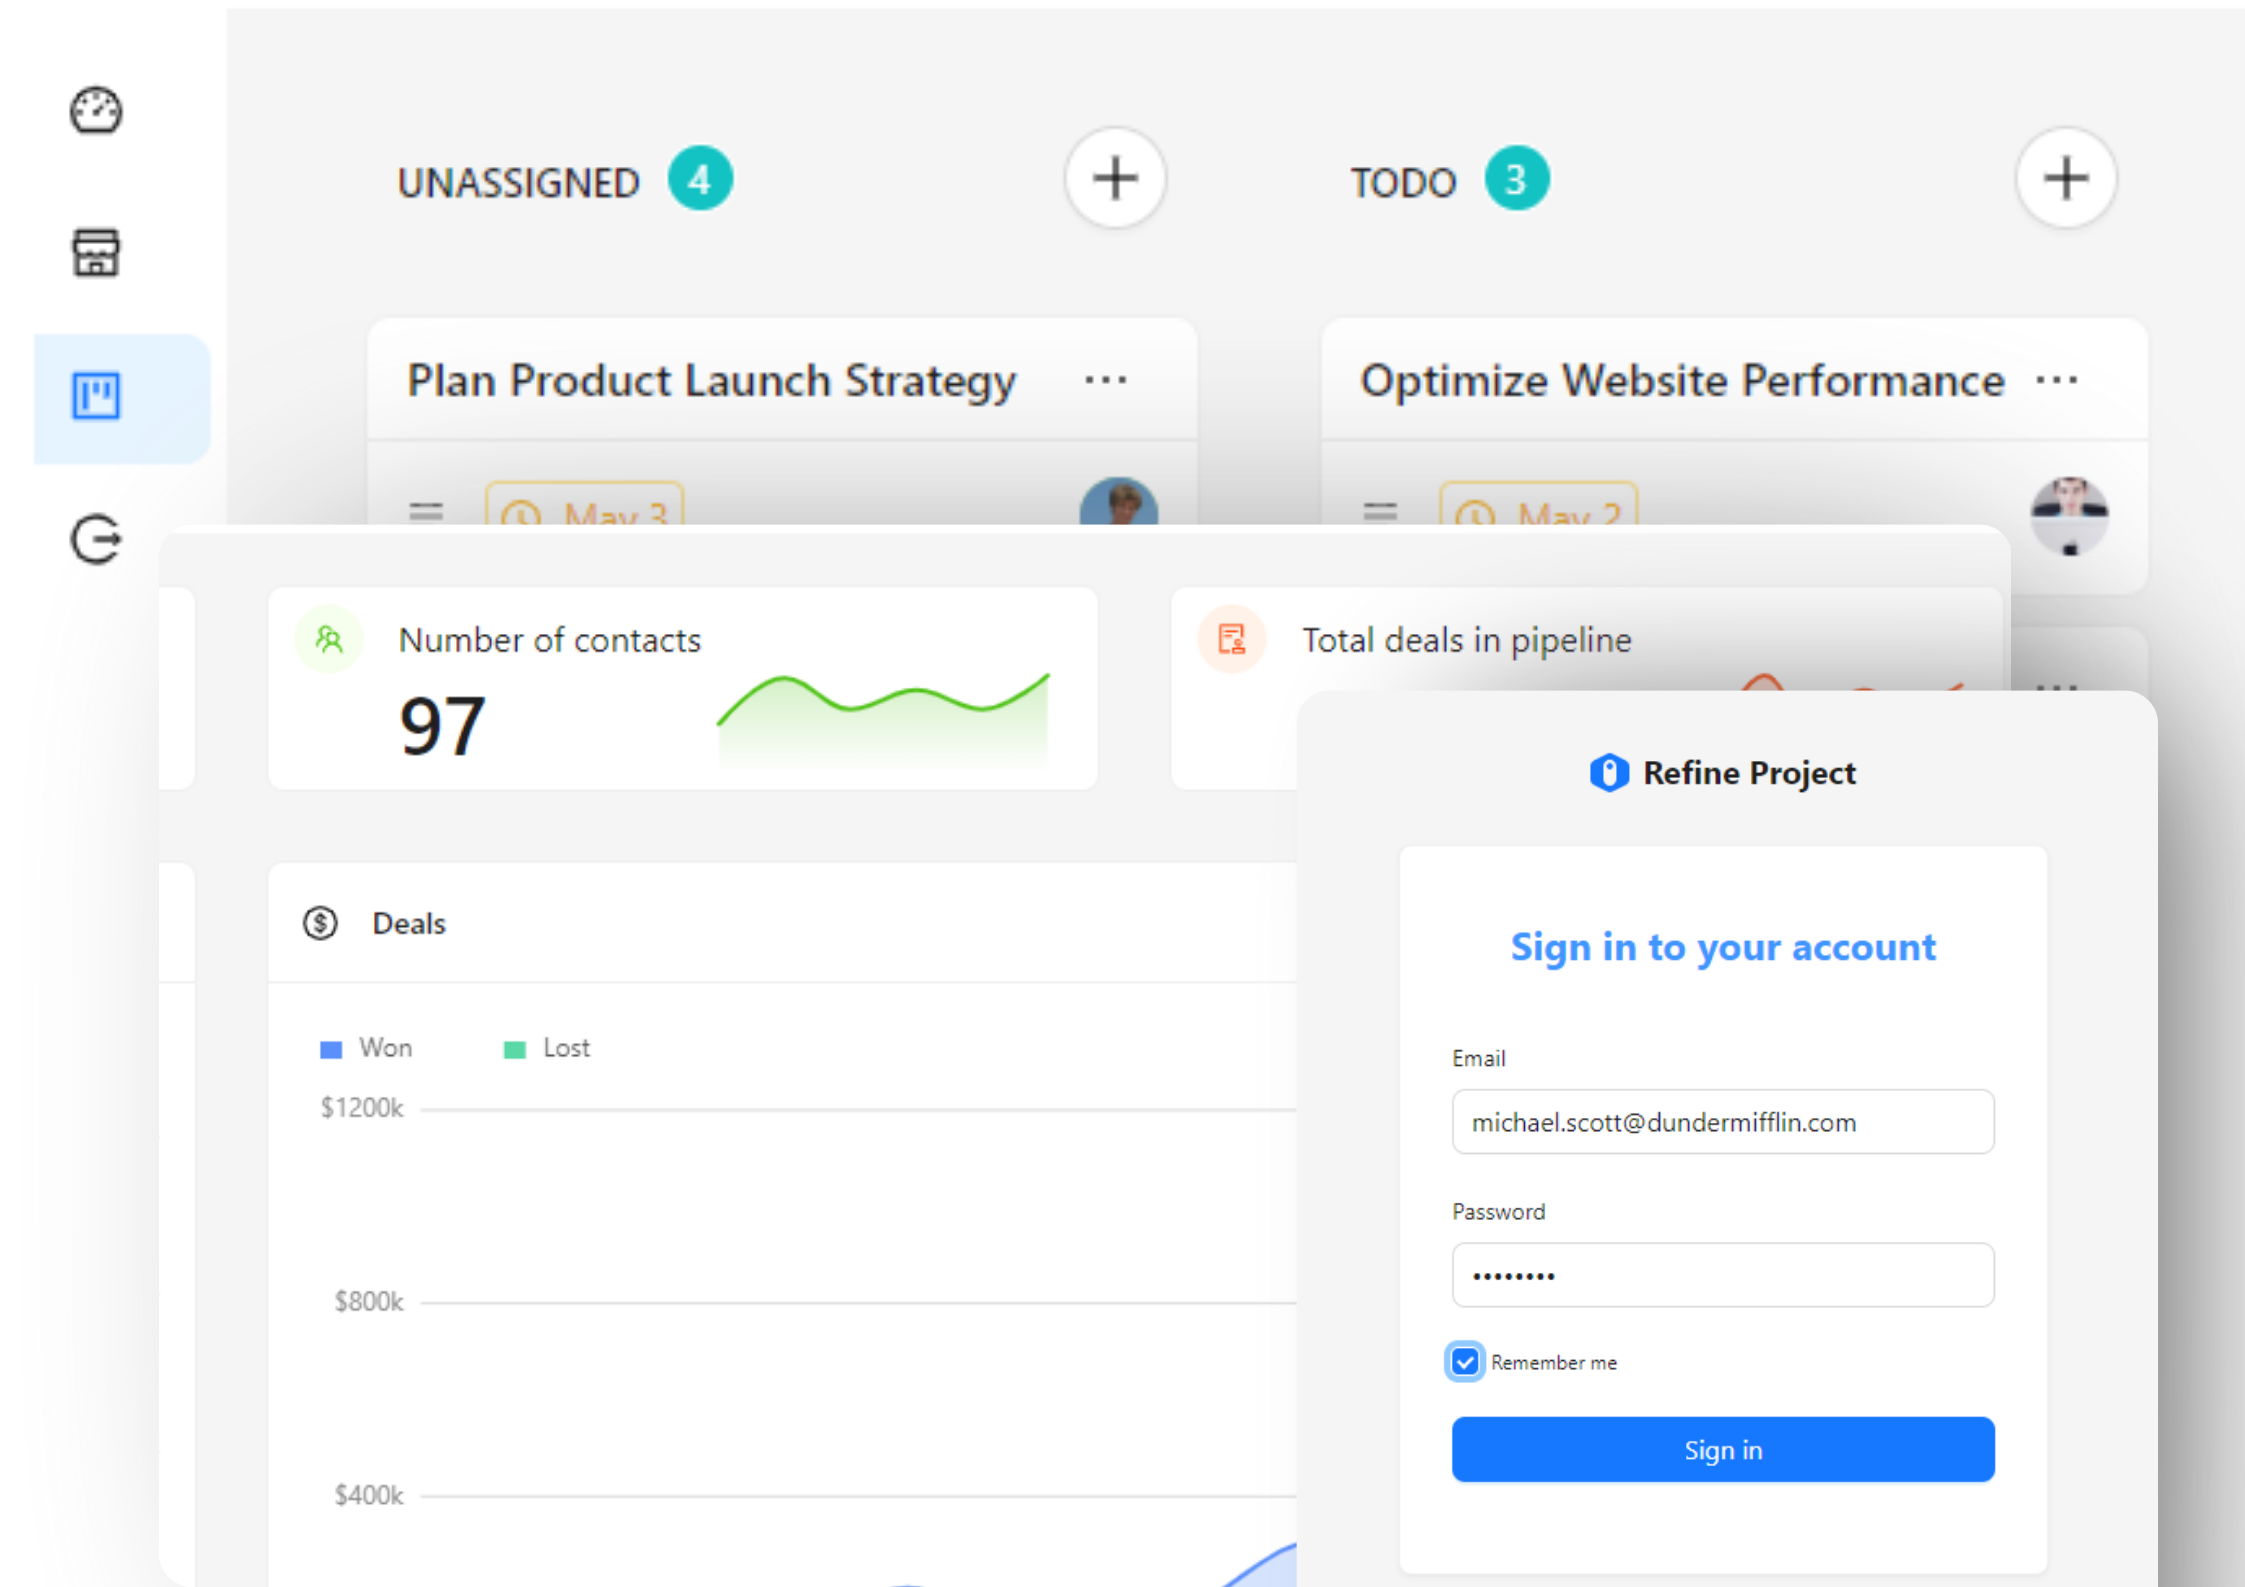 UNASSIGNED 4
TODO 3
Plan Product Launch Strategy
Optimize Website Performance
May 3
May 2
Number of contacts
97
Total deals in pipeline
Refine Project
Deals
Sign in to your account
Won
Lost
Email
$1200k
michael.scott@dundermifflin.com
Password
$800k
Remember me
Sign in
$400k